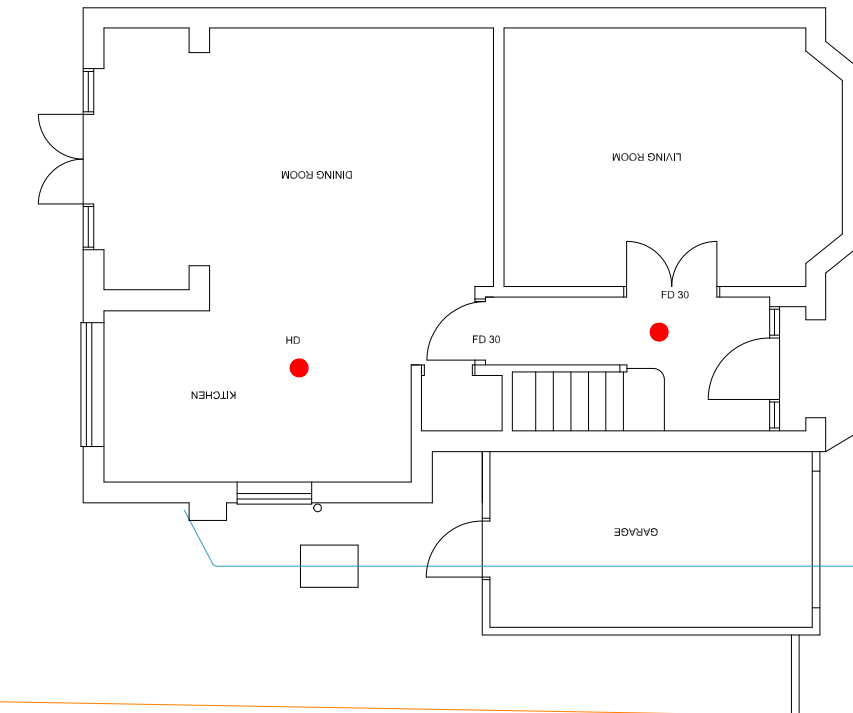 LIVING ROOM
DINING ROOM
FD 30
HD
FD 30
KITCHEN
GARAGE